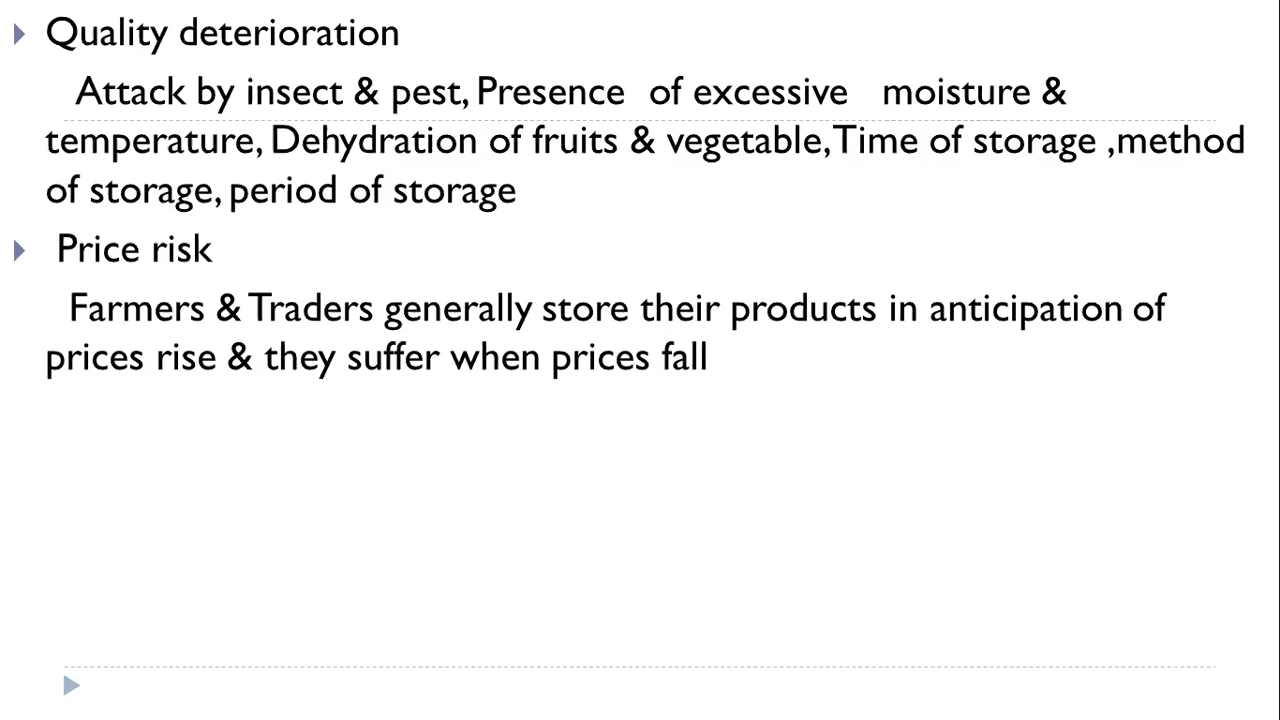 Quality deterioration
Attack by insect & pest, Presence of excessive moisture &
temperature, Dehydration of fruits & vegetable, Time of storage ,method
of storage, period of storage
Price risk
Farmers & Traders generally store their products in anticipation of
prices rise & they suffer when prices fall